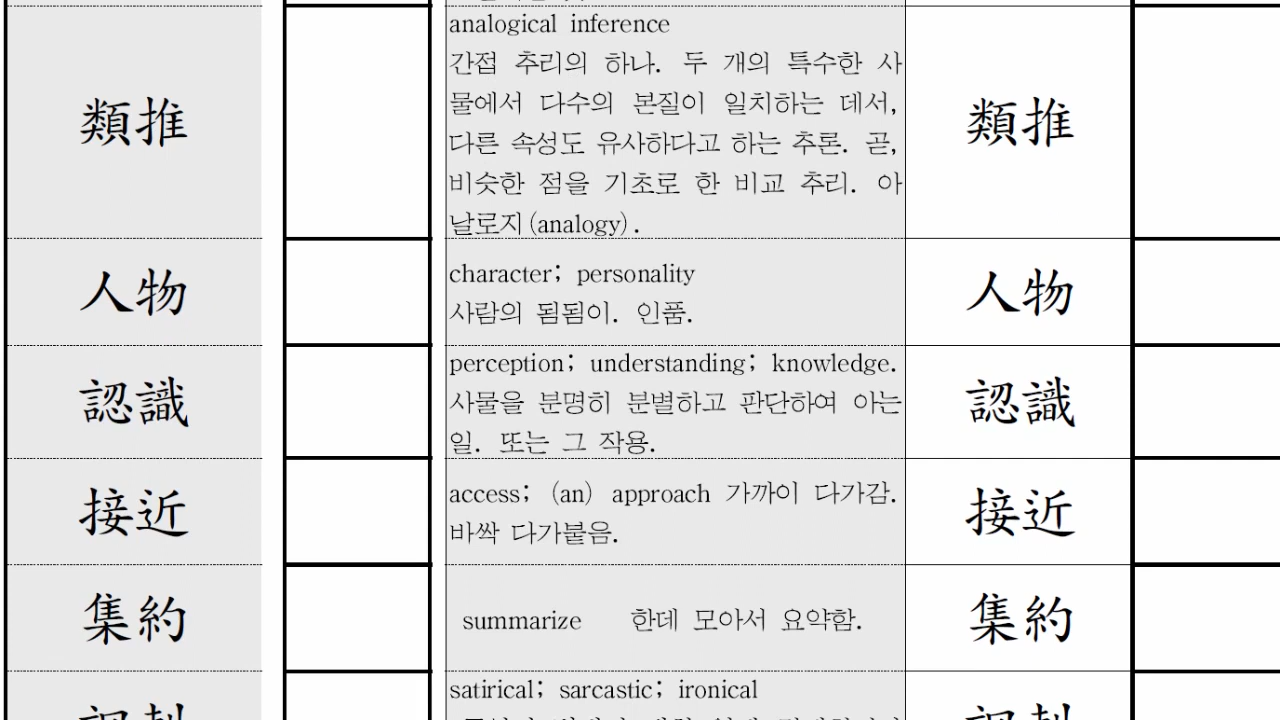 類推
analogical inference
간접 추리의 하나. 두 개의 특수한 사
물에서 다수의 본질이 일치하는 데서,
다른 속성도 유사하다고 하는 추론. 곧,
비슷한 점을 기초로 한 비교 추리. 아
날로지(analogy).
類推
人物
character; personality
사람의 됨됨이. 인품.
人物
認識
perception; understanding; knowledge.
사물을 분명히 분별하고 판단하여 아는
일. 또는 그 작용.
認識
接近
access; (an) approach 가까이 다가감.
바싹 다가붙음.
接近
集約
summarize 한데 모아서 요약함.
集約
satirical; sarcastic; ironical